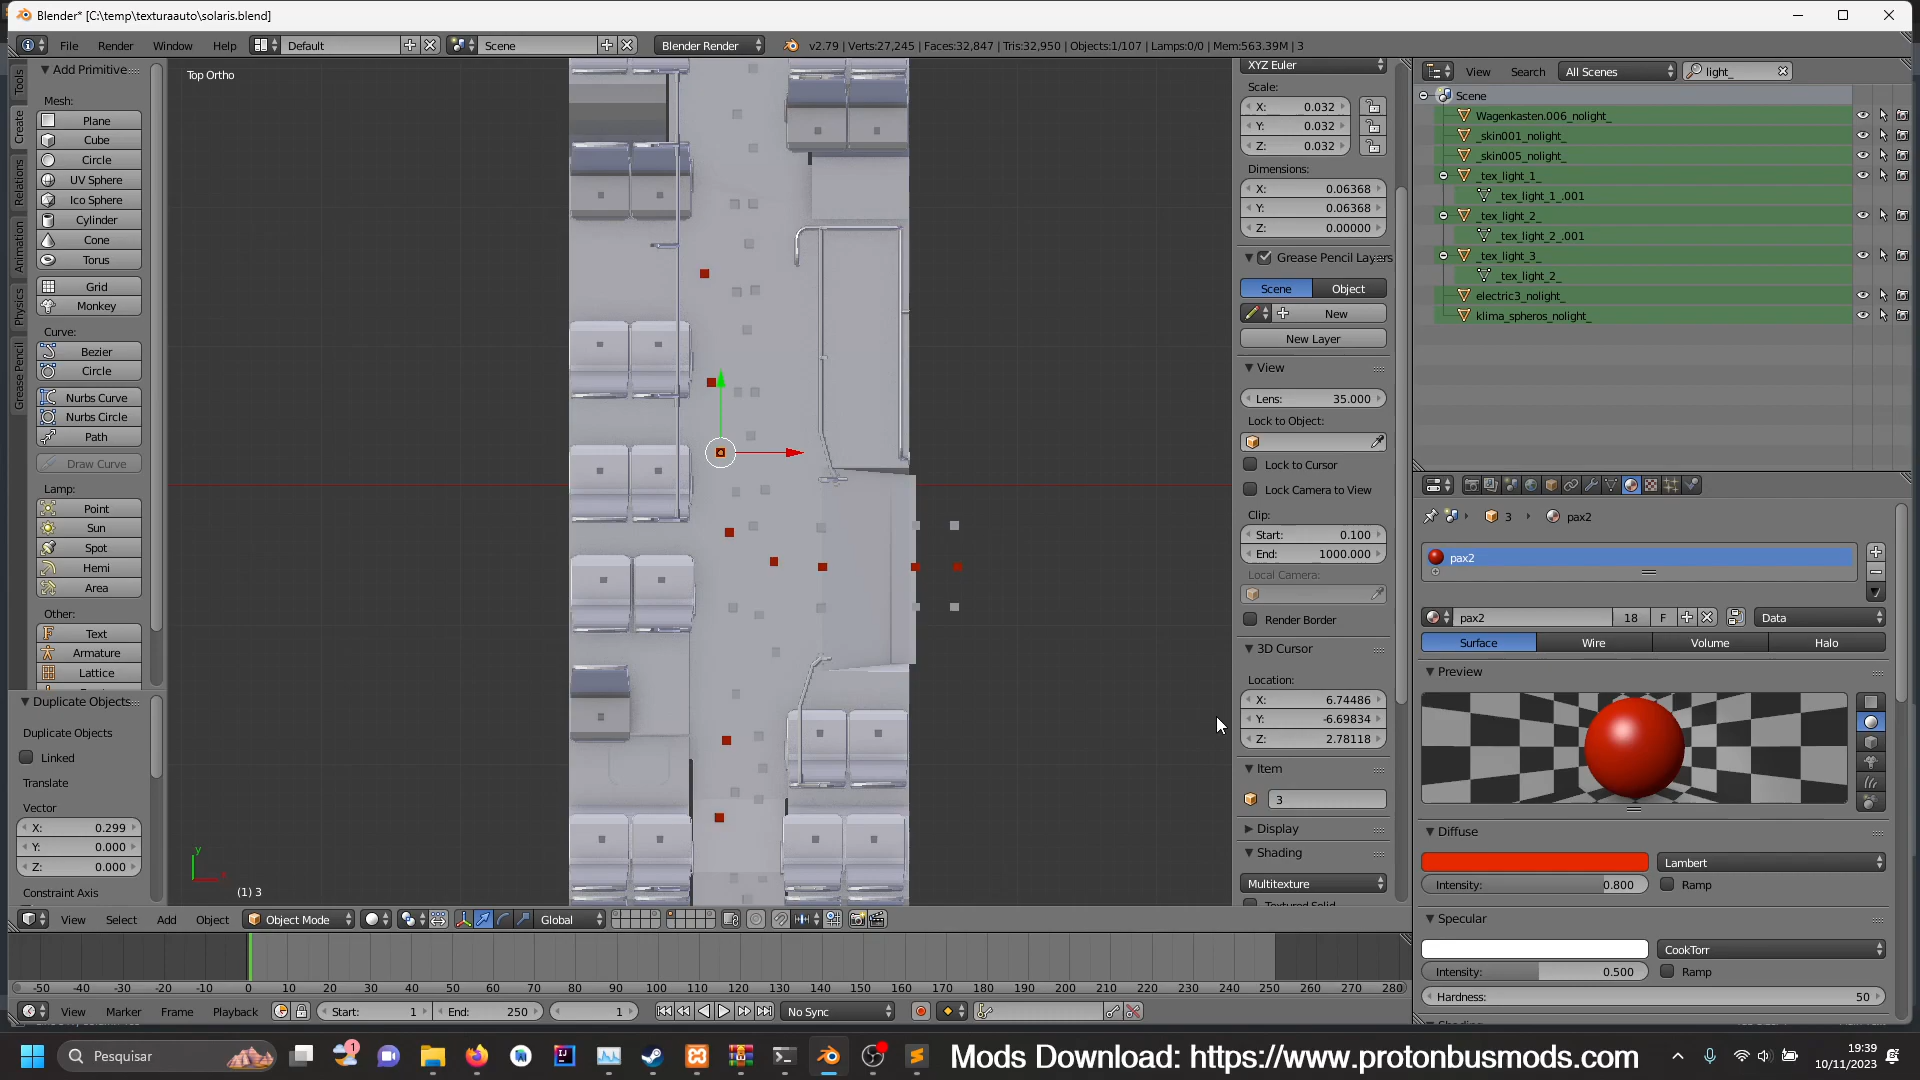 Blender* [C:\temp\texturaauto\solaris.blend]
File Render Window Help Default Scene Blender Render v2.79 | Verts:27,245 | Faces:32,847 | Tris:32,950 | Objects:1/107 | Lamps:0/0 | Mem:563.39M | 3
Tools
Create
Relations
Animation
Physics
Grease Pencil
Add Primitive
Mesh:
Plane
Cube
Circle
UV Sphere
Ico Sphere
Cylinder
Cone
Torus
Grid
Monkey
Curve:
Bezier
Circle
Nurbs Curve
Nurbs Circle
Path
Draw Curve
Lamp:
Point
Sun
Spot
Hemi
Area
Other:
Text
Armature
Lattice
Duplicate Objects
Duplicate Objects
Linked
Translate
Vector
X: 0.299
Y: 0.000
Z: 0.000
Constraint Axis
Top Ortho
y
(1) 3
XYZ Euler
Scale:
X: 0.032
Y: 0.032
Z: 0.032
Dimensions:
X: 0.06368
Y: 0.06368
Z: 0.00000
Grease Pencil Layers
Scene Object
New
New Layer
View
Lens: 35.000
Lock to Object:
Lock to Cursor
Lock Camera to View
Clip:
Start: 0.100
End: 1000.000
Local Camera:
Render Border
3D Cursor
Location:
X: 6.74486
Y: -6.69834
Z: 2.78118
Item
3
Display
Shading
Multitexture
Textured Solid
View Search All Scenes light_
Scene
Wagenkasten.006_nolight_
_skin001_nolight_
_skin005_nolight_
_tex_light_1_
_tex_light_1_.001
_tex_light_2_
_tex_light_2_.001
_tex_light_3_
_tex_light_2_
electric3_nolight_
klima_spheros_nolight_
3 pax2
pax2
pax2 18 F Data
Surface Wire Volume Halo
Preview
Diffuse
Lambert
Intensity: 0.800 Ramp
Specular
CookTorr
Intensity: 0.500 Ramp
Hardness: 50
View Select Add Object Object Mode Global
-50 -40 -30 -20 -10 0 10 20 30 40 50 60 70 80 90 100 110 120 130 140 150 160 170 180 190 200 210 220 230 240 250 260 270 280
View Marker Frame Playback Start: 1 End: 250 1 No Sync
Pesquisar
1
Mods Download: https://www.protonbusmods.com
19:39
10/11/2023